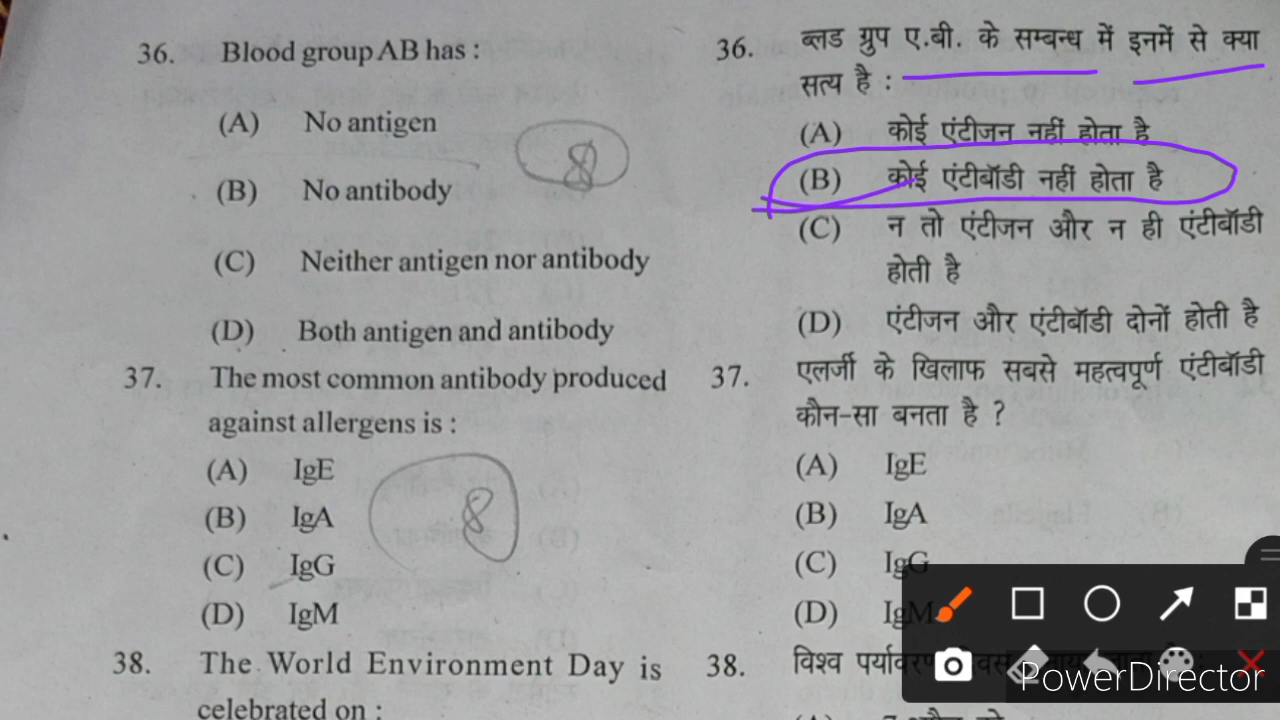 36. Blood group AB has :
(A) No antigen
(B) No antibody
(C) Neither antigen nor antibody
(D) Both antigen and antibody
8
37. The most common antibody produced
against allergens is :
(A) IgE
(B) IgA
(C) IgG
(D) IgM
8
38. The World Environment Day is
celebrated on :
36. ब्लड ग्रुप ए.बी. के सम्बन्ध में इनमें से क्या
सत्य है :
(A) कोई एंटीजन नहीं होता है
(B) कोई एंटीबॉडी नहीं होता है
(C) न तो एंटीजन और न ही एंटीबॉडी
होती है
(D) एंटीजन और एंटीबॉडी दोनों होती है
37. एलर्जी के खिलाफ सबसे महत्वपूर्ण एंटीबॉडी
कौन-सा बनता है ?
(A) IgE
(B) IgA
(C) IgG
(D) IgM
38. विश्व
PowerDirector